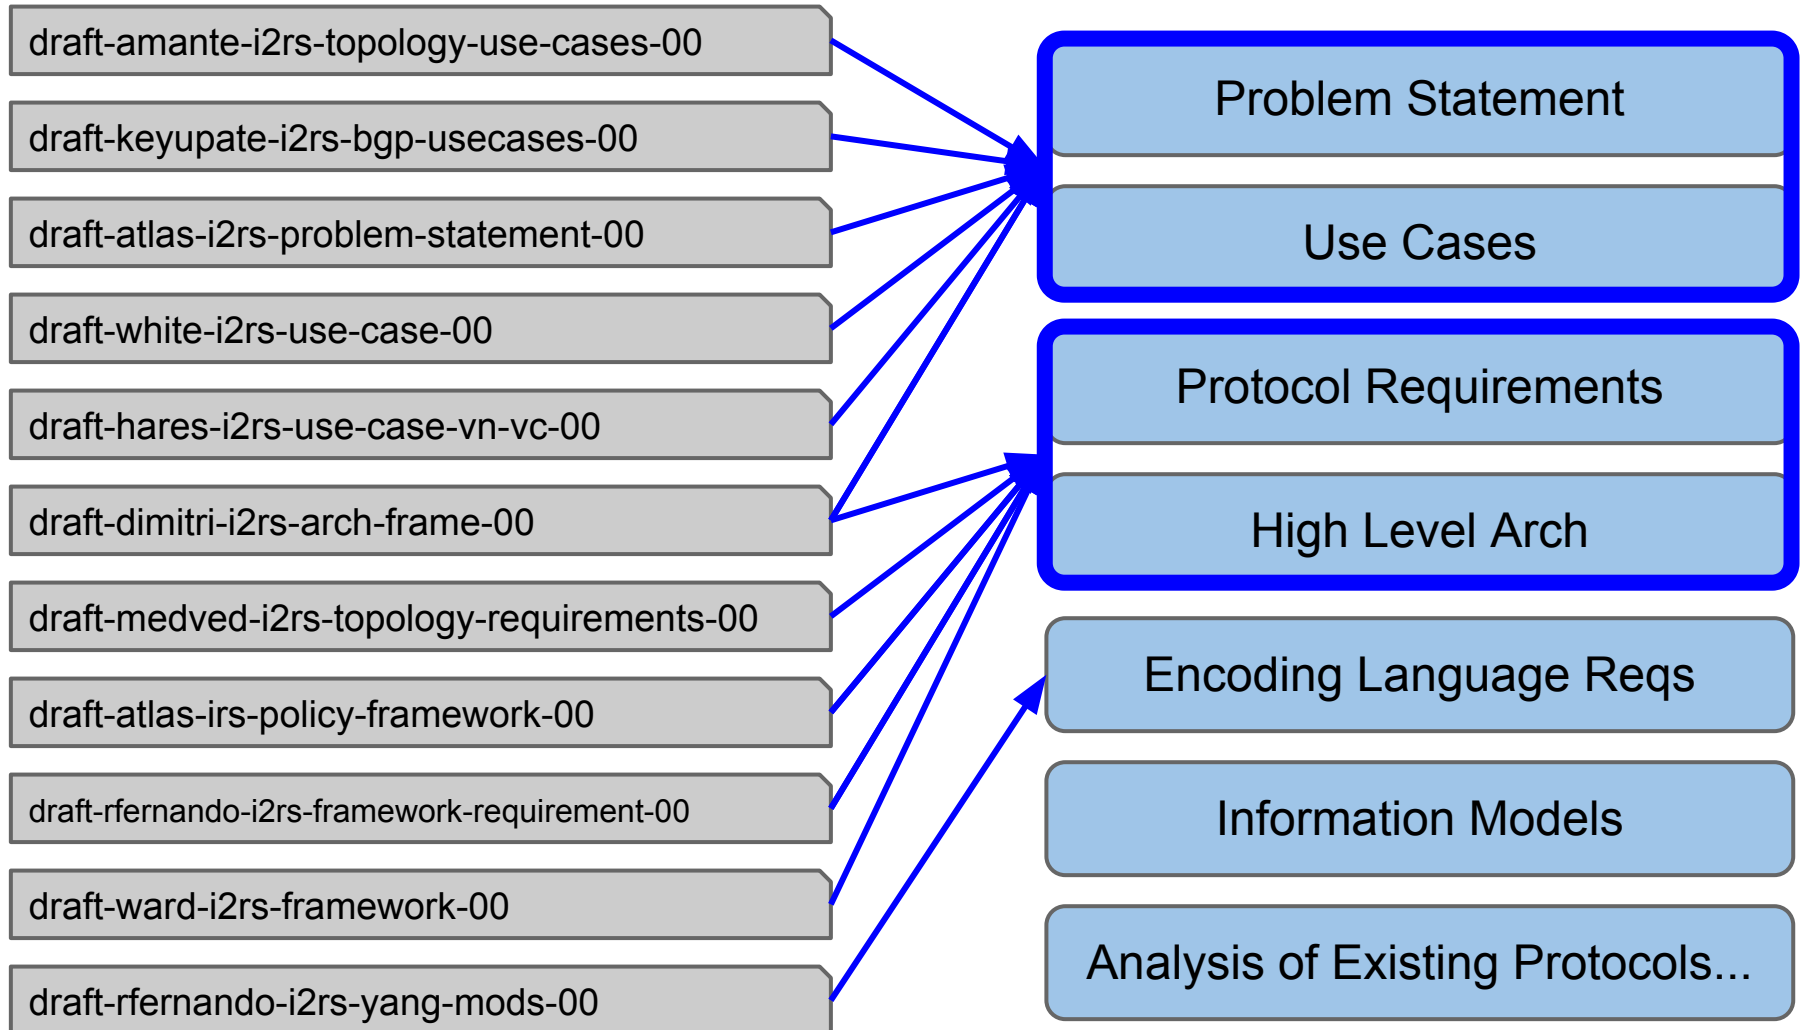 draft-amante-i2rs-topology-use-cases-00
draft-keyupate-i2rs-bgp-usecases-00
draft-atlas-i2rs-problem-statement-00
draft-white-i2rs-use-case-00
draft-hares-i2rs-use-case-vn-vc-00
draft-dimitri-i2rs-arch-frame-00
draft-medved-i2rs-topology-requirements-00
draft-atlas-irs-policy-framework-00
draft-rfernando-i2rs-framework-requirement-00
draft-ward-i2rs-framework-00
draft-rfernando-i2rs-yang-mods-00
Problem Statement
Use Cases
Protocol Requirements
High Level Arch
Encoding Language Reqs
Information Models
Analysis of Existing Protocols...